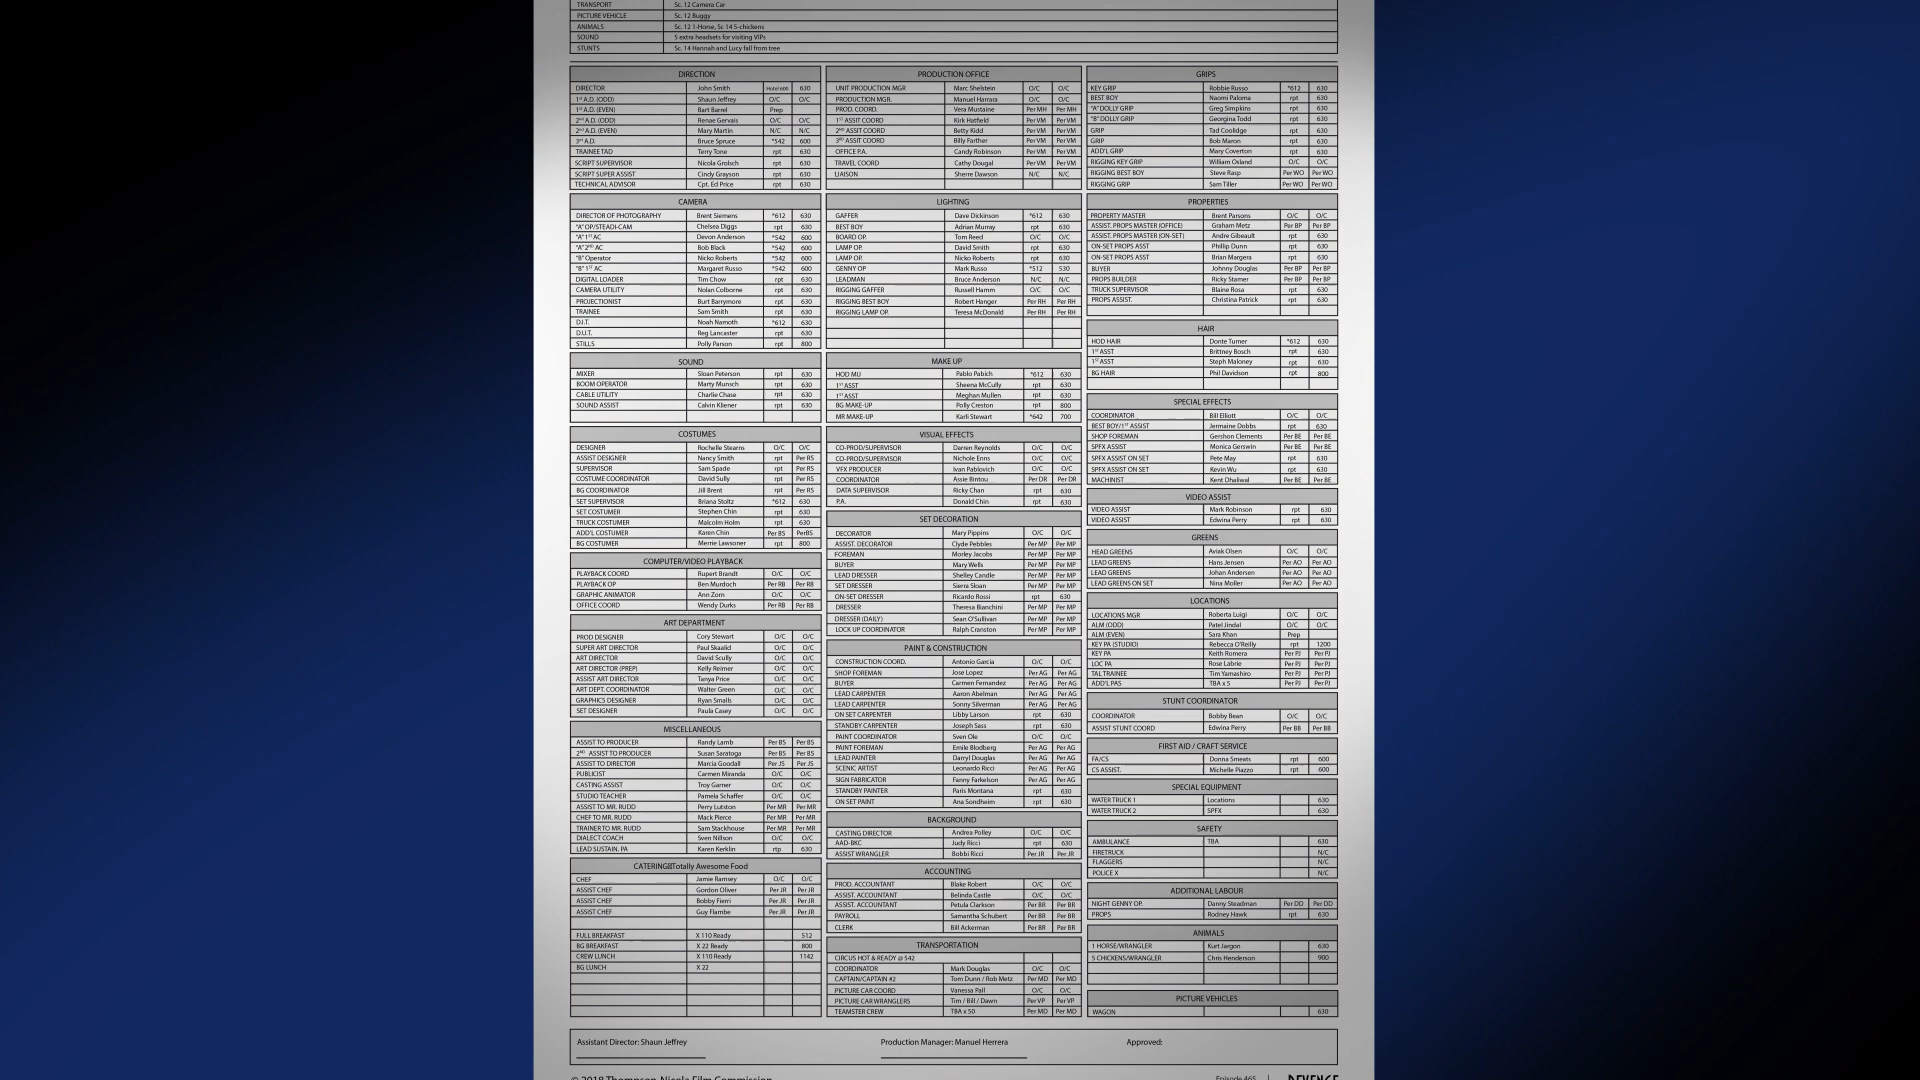 TRANSPORT Sc. 12 Camera Car
PICTURE VEHICLE Sc. 12 Buggy
ANIMALS Sc. 12 1-Horse, Sc 14 5-chickens
SOUND 5 extra headsets for visiting VIPs
STUNTS Sc. 14 Hannah and Lucy fall from tree
DIRECTION
DIRECTOR John Smith Hotel 600 630
1st A.D. (ODD) Shaun Jeffrey O/C O/C
1st A.D. (EVEN) Bart Barrel Prep
2nd A.D. (ODD) Renae Gervais O/C O/C
2nd A.D. (EVEN) Mary Martin N/C N/C
3rd A.D. Bruce Spruce *542 600
TRAINEE TAD Terry Tone rpt 630
SCRIPT SUPERVISOR Nicola Grolsch rpt 630
SCRIPT SUPER ASSIST Cindy Grayson rpt 630
TECHNICAL ADVISOR Cpt. Ed Price rpt 630
CAMERA
DIRECTOR OF PHOTOGRAPHY Brent Siemens *612 630
"A" OP/STEADI-CAM Chelsea Diggs rpt 630
"A" 1ST AC Devon Anderson *542 600
"A" 2ND AC Bob Black *542 600
"B" Operator Nicko Roberts *542 600
"B" 1ST AC Margaret Russo *542 600
DIGITAL LOADER Tim Chow rpt 630
CAMERA UTILITY Nolan Colborne rpt 630
PROJECTIONIST Burt Barrymore rpt 630
TRAINEE Sam Smith rpt 630
D.I.T. Noah Namoth *612 630
D.U.T. Reg Lancaster rpt 630
STILLS Polly Parson rpt 800
SOUND
MIXER Sloan Peterson rpt 630
BOOM OPERATOR Marty Munsch rpt 630
CABLE UTILITY Charlie Chase rpt 630
SOUND ASSIST Calvin Kliener rpt 630
COSTUMES
DESIGNER Rochelle Stearns O/C O/C
ASSIST DESIGNER Nancy Smith rpt Per RS
SUPERVISOR Sam Spade rpt Per RS
COSTUME COORDINATOR David Sully rpt Per RS
BG COORDINATOR Jill Brent rpt Per RS
SET SUPERVISOR Briana Stoltz *612 630
SET COSTUMER Stephen Chin rpt 630
TRUCK COSTUMER Malcolm Holm rpt 630
ADD'L COSTUMER Karen Chin Per BS PerBS
BG COSTUMER Merrie Lawsoner rpt 800
COMPUTER/VIDEO PLAYBACK
PLAYBACK COORD Rupert Brandt O/C O/C
PLAYBACK OP Ben Murdoch Per RB Per RB
GRAPHIC ANIMATOR Ann Zorn O/C O/C
OFFICE COORD Wendy Durks Per RB Per RB
ART DEPARTMENT
PROD DESIGNER Cory Stewart O/C O/C
SUPER ART DIRECTOR Paul Skaalid O/C O/C
ART DIRECTOR David Scully O/C O/C
ART DIRECTOR (PREP) Kelly Reimer O/C O/C
ASSIST ART DIRECTOR Tanya Price O/C O/C
ART DEPT. COORDINATOR Walter Green O/C O/C
GRAPHICS DESIGNER Ryan Smalls O/C O/C
SET DESIGNER Paula Casey O/C O/C
MISCELLANEOUS
ASSIST TO PRODUCER Randy Lamb Per BS Per BS
2ND ASSIST TO PRODUCER Susan Saratoga Per BS Per BS
ASSIST TO DIRECTOR Marcia Goodall Per JS Per JS
PUBLICIST Carmen Miranda O/C O/C
CASTING ASSIST Troy Garner O/C O/C
STUDIO TEACHER Pamela Schaffer O/C O/C
ASSIST TO MR. RUDD Perry Lutston Per MR Per MR
CHEF TO MR. RUDD Mack Pierce Per MR Per MR
TRAINER TO MR. RUDD Sam Stackhouse Per MR Per MR
DIALECT COACH Sven Nillson O/C O/C
LEAD SUSTAIN. PA Karen Kerklin rtp 630
CATERING Totally Awesome Food
CHEF Jamie Ramsey O/C O/C
ASSIST CHEF Gordon Oliver Per JR Per JR
ASSIST CHEF Bobby Fierri Per JR Per JR
ASSIST CHEF Guy Flambe Per JR Per JR
FULL BREAKFAST X 110 Ready 512
BG BREAKFAST X 22 Ready 800
CREW LUNCH X 110 Ready 1142
BG LUNCH X 22
PRODUCTION OFFICE
UNIT PRODUCTION MGR Marc Shelstein O/C O/C
PRODUCTION MGR. Manuel Harrara O/C O/C
PROD. COORD. Vera Mustaine Per MH Per MH
1ST ASSIT COORD Kirk Hatfield Per VM Per VM
2ND ASSIT COORD Betty Kidd Per VM Per VM
3RD ASSIT COORD Billy Farther Per VM Per VM
OFFICE P.A. Candy Robinson Per VM Per VM
TRAVEL COORD Cathy Dougal Per VM Per VM
LIAISON Sherre Dawson N/C N/C
LIGHTING
GAFFER Dave Dickinson *612 630
BEST BOY Adrian Murray rpt 630
BOARD OP. Tom Reed O/C O/C
LAMP OP. David Smith rpt 630
LAMP OP. Nicko Roberts rpt 630
GENNY OP Mark Russo *512 530
LEADMAN Bruce Anderson N/C N/C
RIGGING GAFFER Russell Hamm O/C O/C
RIGGING BEST BOY Robert Hanger Per RH Per RH
RIGGING LAMP OP. Teresa McDonald Per RH Per RH
MAKE UP
HOD MU Pablo Pabich *612 630
1ST ASST Sheena McCully rpt 630
1ST ASST Meghan Mullen rpt 630
BG MAKE-UP Polly Creston rpt 800
MR MAKE-UP Karli Stewart *642 700
VISUAL EFFECTS
CO-PROD/SUPERVISOR Darren Reynolds O/C O/C
CO-PROD/SUPERVISOR Nichole Enns O/C O/C
VFX PRODUCER Ivan Pablovich O/C O/C
COORDINATOR Assie Bintou Per DR Per DR
DATA SUPERVISOR Ricky Chan rpt 630
P.A. Donald Chin rpt 630
SET DECORATION
DECORATOR Mary Pippins O/C O/C
ASSIST. DECORATOR Clyde Pebbles Per MP Per MP
FOREMAN Morley Jacobs Per MP Per MP
BUYER Mary Wells Per MP Per MP
LEAD DRESSER Shelley Candle Per MP Per MP
SET DRESSER Sierra Sloan Per MP Per MP
ON-SET DRESSER Ricardo Rossi rpt 630
DRESSER Theresa Bianchini Per MP Per MP
DRESSER (DAILY) Sean O'Sullivan Per MP Per MP
LOCK UP COORDINATOR Ralph Cranston Per MP Per MP
PAINT & CONSTRUCTION
CONSTRUCTION COORD. Antonio Garcia O/C O/C
SHOP FOREMAN Jose Lopez Per AG Per AG
BUYER Carmen Fernandez Per AG Per AG
LEAD CARPENTER Aaron Abelman Per AG Per AG
LEAD CARPENTER Sonny Silverman Per AG Per AG
ON SET CARPENTER Libby Larson rpt 630
STANDBY CARPENTER Joseph Sass rpt 630
PAINT COORDINATOR Sven Ole O/C O/C
PAINT FOREMAN Emile Blodberg Per AG Per AG
LEAD PAINTER Darryl Douglas Per AG Per AG
SCENIC ARTIST Leonardo Ricci Per AG Per AG
SIGN FABRICATOR Fanny Farkelson Per AG Per AG
STANDBY PAINTER Paris Montana rpt 630
ON SET PAINT Ana Sondheim rpt 630
BACKGROUND
CASTING DIRECTOR Andrea Polley O/C O/C
AAD-BKC Judy Ricci rpt 630
ASSIST WRANGLER Bobbi Ricci Per JR Per JR
ACCOUNTING
PROD. ACCOUNTANT Blake Robert O/C O/C
ASSIST. ACCOUNTANT Belinda Castle O/C O/C
ASSIST. ACCOUNTANT Petula Clarkson Per BR Per BR
PAYROLL Samantha Schubert Per BR Per BR
CLERK Bill Ackerman Per BR Per BR
TRANSPORTATION
CIRCUS HOT & READY @ 542
COORDINATOR Mark Douglas O/C O/C
CAPTAIN/CAPTAIN #2 Tom Dunn / Rob Metz Per MD Per MD
PICTURE CAR COORD Vanessa Pall O/C O/C
PICTURE CAR WRANGLERS Tim / Bill / Dawn Per VP Per VP
TEAMSTER CREW TBA x 50 Per MD Per MD
GRIPS
KEY GRIP Robbie Russo *612 630
BEST BOY Naomi Paloma rpt 630
"A" DOLLY GRIP Greg Simpkins rpt 630
"B" DOLLY GRIP Georgina Todd rpt 630
GRIP Tad Coolidge rpt 630
GRIP Bob Maron rpt 630
ADD'L GRIP Mary Coverton rpt 630
RIGGING KEY GRIP William Osland O/C O/C
RIGGING BEST BOY Steve Rasp Per WO Per WO
RIGGING GRIP Sam Tiller Per WO Per WO
PROPERTIES
PROPERTY MASTER Brent Parsons O/C O/C
ASSIST. PROPS MASTER (OFFICE) Graham Metz Per BP Per BP
ASSIST. PROPS MASTER (ON-SET) Andre Gibeault rpt 630
ON-SET PROPS ASST Phillip Dunn rpt 630
ON-SET PROPS ASST Brian Margera rpt 630
BUYER Johnny Douglas Per BP Per BP
PROPS BUILDER Ricky Stamer Per BP Per BP
TRUCK SUPERVISOR Blaine Rosa rpt 630
PROPS ASSIST. Christina Patrick rpt 630
HAIR
HOD HAIR Donte Turner *612 630
1ST ASST Brittney Bosch rpt 630
1ST ASST Steph Maloney rpt 630
BG HAIR Phil Davidson rpt 800
SPECIAL EFFECTS
COORDINATOR Bill Elliott O/C O/C
BEST BOY/1ST ASSIST Jermaine Dobbs rpt 630
SHOP FOREMAN Gershon Clements Per BE Per BE
SPFX ASSIST Monica Gerswin Per BE Per BE
SPFX ASSIST ON SET Pete May rpt 630
SPFX ASSIST ON SET Kevin Wu rpt 630
MACHINIST Kent Dhaliwal Per BE Per BE
VIDEO ASSIST
VIDEO ASSIST Mark Robinson rpt 630
VIDEO ASSIST Edwina Perry rpt 630
GREENS
HEAD GREENS Aviak Olsen O/C O/C
LEAD GREENS Hans Jensen Per AO Per AO
LEAD GREENS Johan Andersen Per AO Per AO
LEAD GREENS ON SET Nina Moller Per AO Per AO
LOCATIONS
LOCATIONS MGR Roberta Luigi O/C O/C
ALM (ODD) Patel Jindal O/C O/C
ALM (EVEN) Sara Khan Prep
KEY PA (STUDIO) Rebecca O'Reilly rpt 1200
KEY PA Keith Romera Per PJ Per PJ
LOC PA Rose Labrie Per PJ Per PJ
TAL TRAINEE Tim Yamashiro Per PJ Per PJ
ADD'L PAS TBA x 5 Per PJ Per PJ
STUNT COORDINATOR
COORDINATOR Bobby Bean O/C O/C
ASSIST STUNT COORD Edwina Perry Per BB Per BB
FIRST AID / CRAFT SERVICE
FA/CS Donna Smeats rpt 600
CS ASSIST. Michelle Piazzo rpt 600
SPECIAL EQUIPMENT
WATER TRUCK 1 Locations 630
WATER TRUCK 2 SPFX 630
SAFETY
AMBULANCE TBA 630
FIRETRUCK N/C
FLAGGERS N/C
POLICE X N/C
ADDITIONAL LABOUR
NIGHT GENNY OP. Danny Steadman Per DD Per DD
PROPS Rodney Hawk rpt 630
ANIMALS
1 HORSE/WRANGLER Kurt Jargon 630
5 CHICKENS/WRANGLER Chris Henderson 900
PICTURE VEHICLES
WAGON 630
Assistant Director: Shaun Jeffrey Production Manager: Manuel Herrera Approved:
© 2018 Thompson-Nicola Film Commission Episode 465 | REVENGE